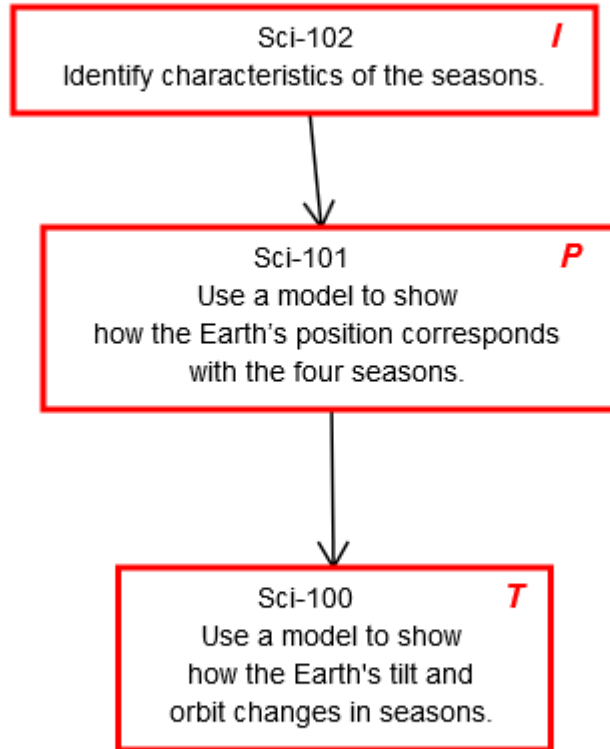 Sci-102 I
Identify characteristics of the seasons.
Sci-101 P
Use a model to show
how the Earth’s position corresponds
with the four seasons.
Sci-100 T
Use a model to show
how the Earth's tilt and
orbit changes in seasons.